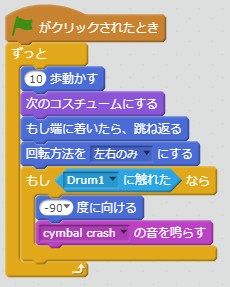 がクリックされたとき
ずっと
10 歩動かす
次のコスチュームにする
もし端に着いたら、跳ね返る
回転方法を 左右のみ にする
もし Drum1 に触れた なら
-90 度に向ける
cymbal crash の音を鳴らす